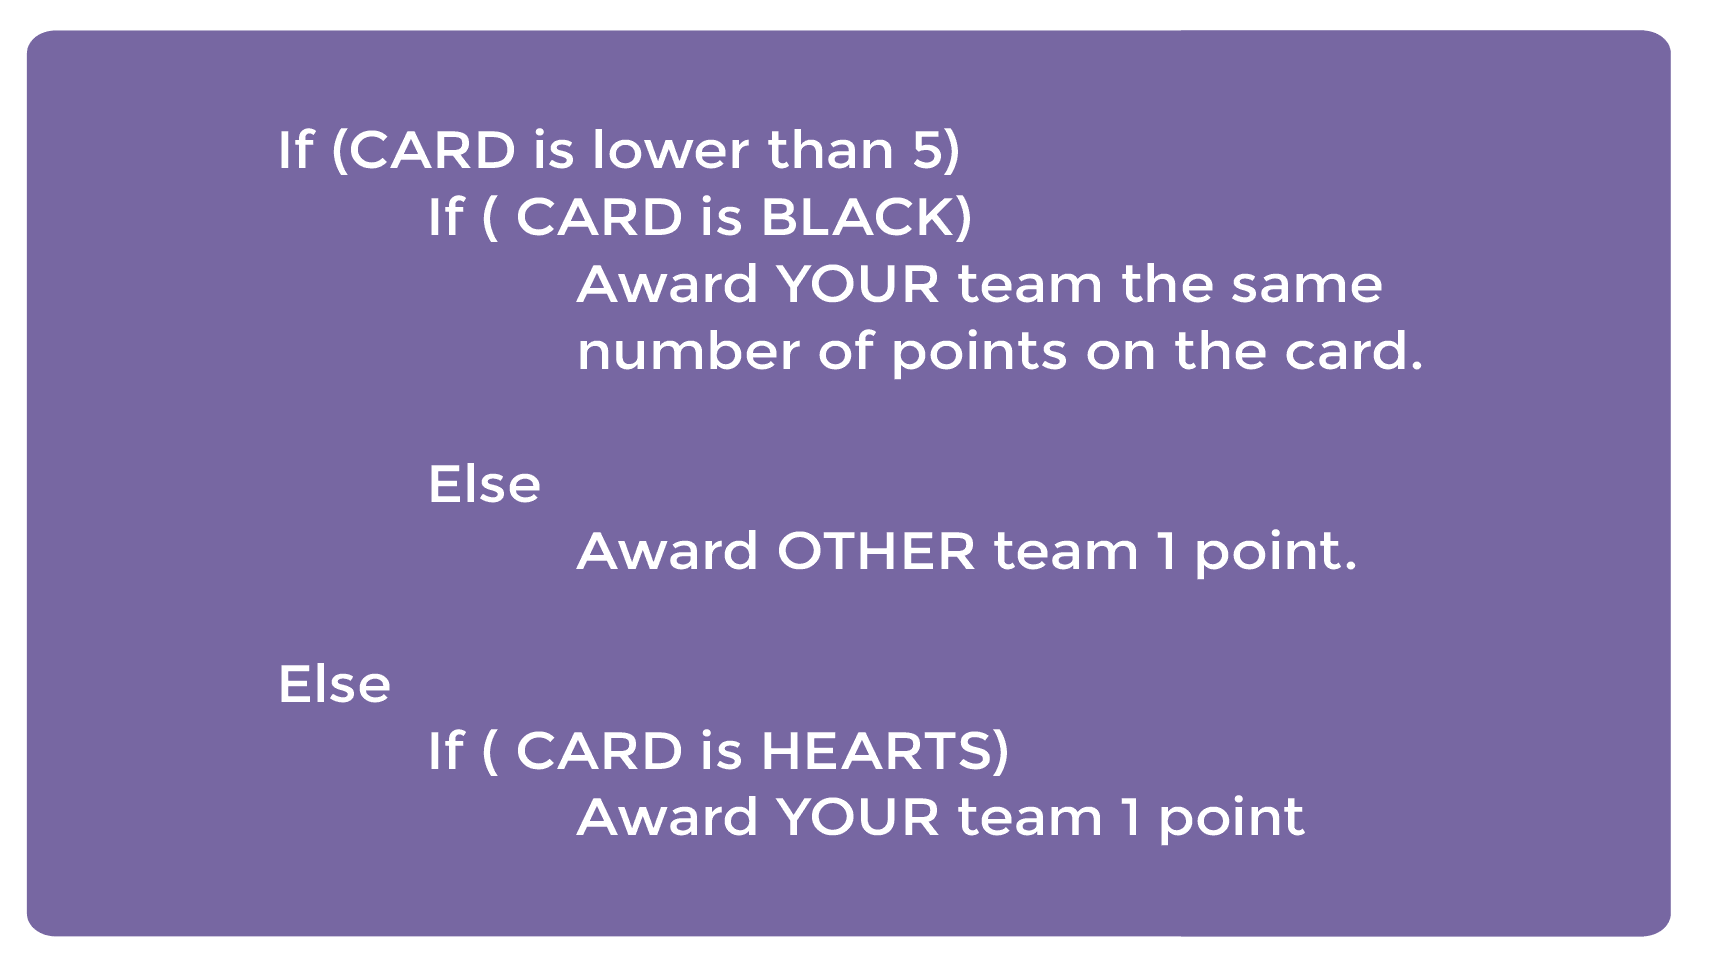 If (CARD is lower than 5)
If ( CARD is BLACK)
Award YOUR team the same
number of points on the card.
Else
Award OTHER team 1 point.
Else
If ( CARD is HEARTS)
Award YOUR team 1 point